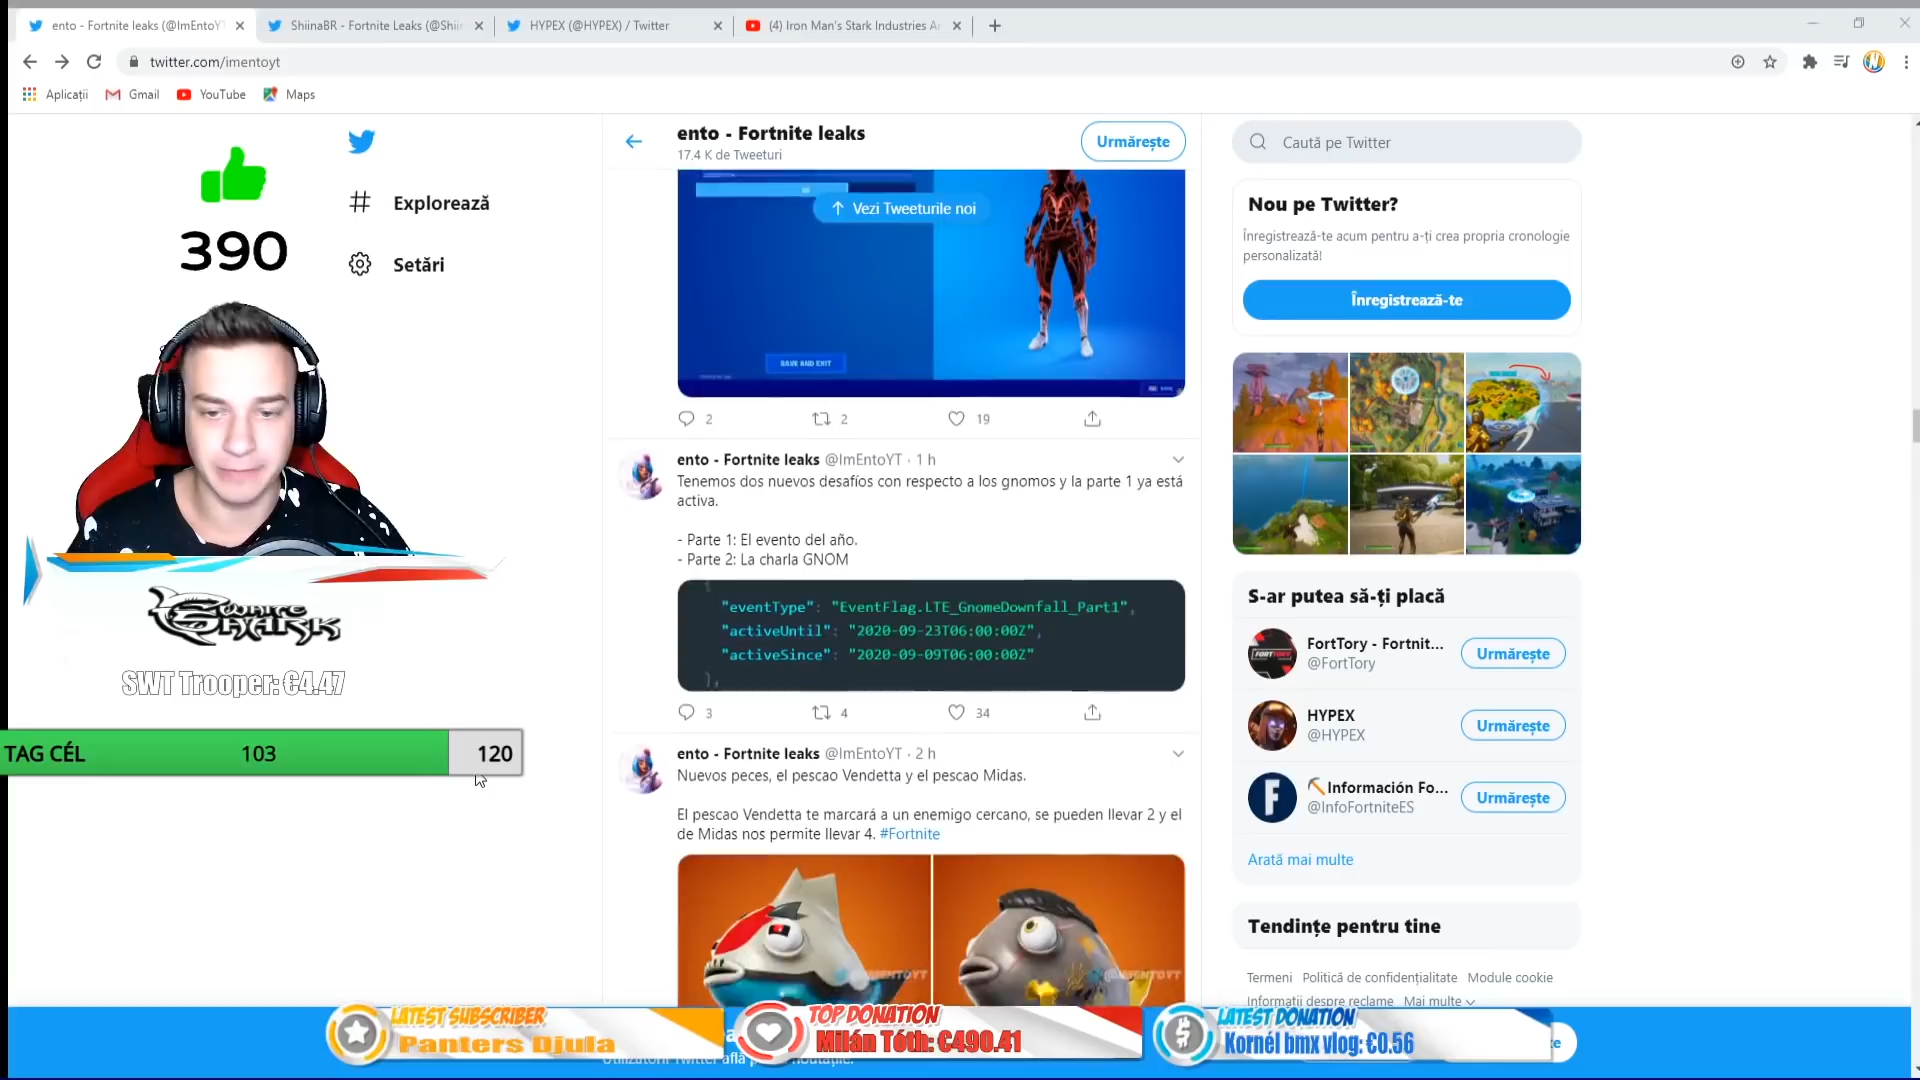 ento - Fortnite leaks (@ImEntoYT
ShiinaBR - Fortnite Leaks (@Shiin
HYPEX (@HYPEX) / Twitter
(4) Iron Man's Stark Industries Ar
twitter.com/imentoyt
Aplicații
Gmail
YouTube
Maps
390
Explorează
Setări
WHITE SHARK
SWT Trooper: €4.47
TAG CÉL
103
120
ento - Fortnite leaks
17.4 K de Tweeturi
Urmărește
Vezi Tweeturile noi
SAVE AND EXIT
2
2
19
ento - Fortnite leaks @ImEntoYT · 1 h
Tenemos dos nuevos desafíos con respecto a los gnomos y la parte 1 ya está
activa.
- Parte 1: El evento del año.
- Parte 2: La charla GNOM
"eventType": "EventFlag.LTE_GnomeDownfall_Part1",
"activeUntil": "2020-09-23T06:00:00Z",
"activeSince": "2020-09-09T06:00:00Z"
},
3
4
34
ento - Fortnite leaks @ImEntoYT · 2 h
Nuevos peces, el pescao Vendetta y el pescao Midas.
El pescao Vendetta te marcará a un enemigo cercano, se pueden llevar 2 y el
de Midas nos permite llevar 4. #Fortnite
@IMENTOYT
@IMENTOYT
Caută pe Twitter
Nou pe Twitter?
Înregistrează-te acum pentru a-ți crea propria cronologie
personalizată!
Înregistrează-te
S-ar putea să-ți placă
FortTory - Fortnit...
@FortTory
Urmărește
HYPEX
@HYPEX
Urmărește
Información Fo...
@InfoFortniteES
Urmărește
Arată mai multe
Tendințe pentru tine
Termeni Politică de confidențialitate Module cookie
Informații despre reclame Mai multe
LATEST SUBSCRIBER
Panters Djula
TOP DONATION
Milán Tóth: €490.41
LATEST DONATION
Kornél bmx vlog: €0.56